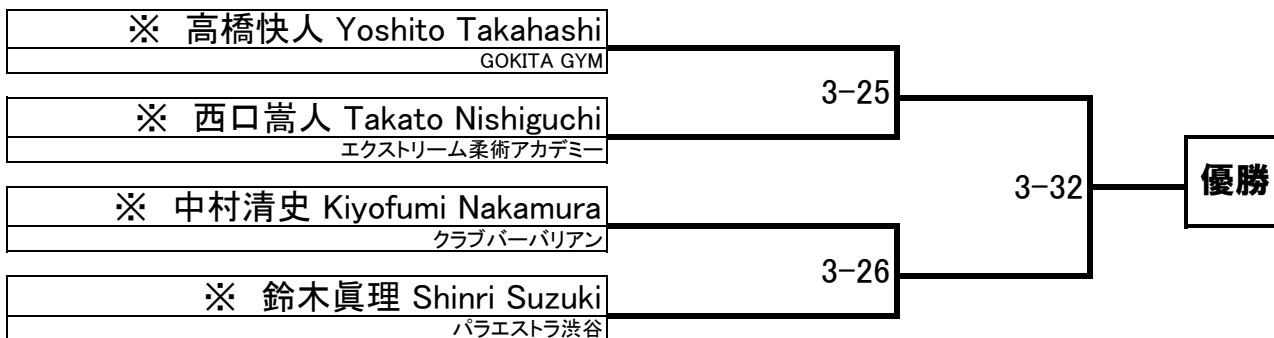 ※ 高橋快人 Yoshito Takahashi
GOKITA GYM
3-25
※ 西口嵩人 Takato Nishiguchi
エクストリーム柔術アカデミー
3-32
優勝
※ 中村清史 Kiyofumi Nakamura
クラブバーバリアン
3-26
※ 鈴木眞理 Shinri Suzuki
パラエストラ渋谷